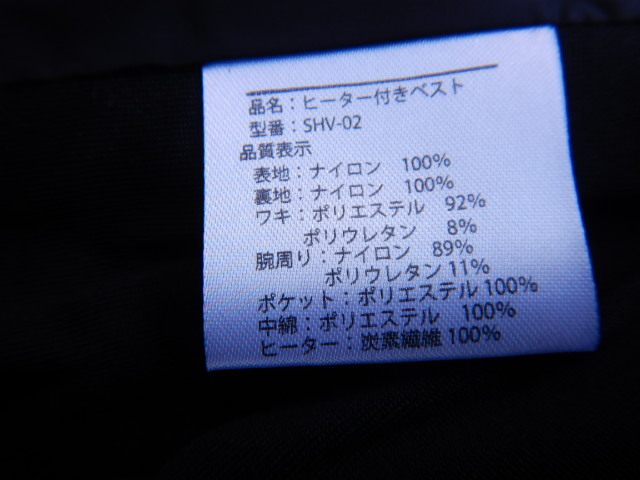 品名：ヒーター付きベスト
型番：SHV-02
品質表示
表地：ナイロン 100%
裏地：ナイロン 100%
ワキ：ポリエステル 92%
ポリウレタン 8%
腕周り：ナイロン 89%
ポリウレタン 11%
ポケット：ポリエステル 100%
中綿：ポリエステル 100%
ヒーター：炭素繊維 100%